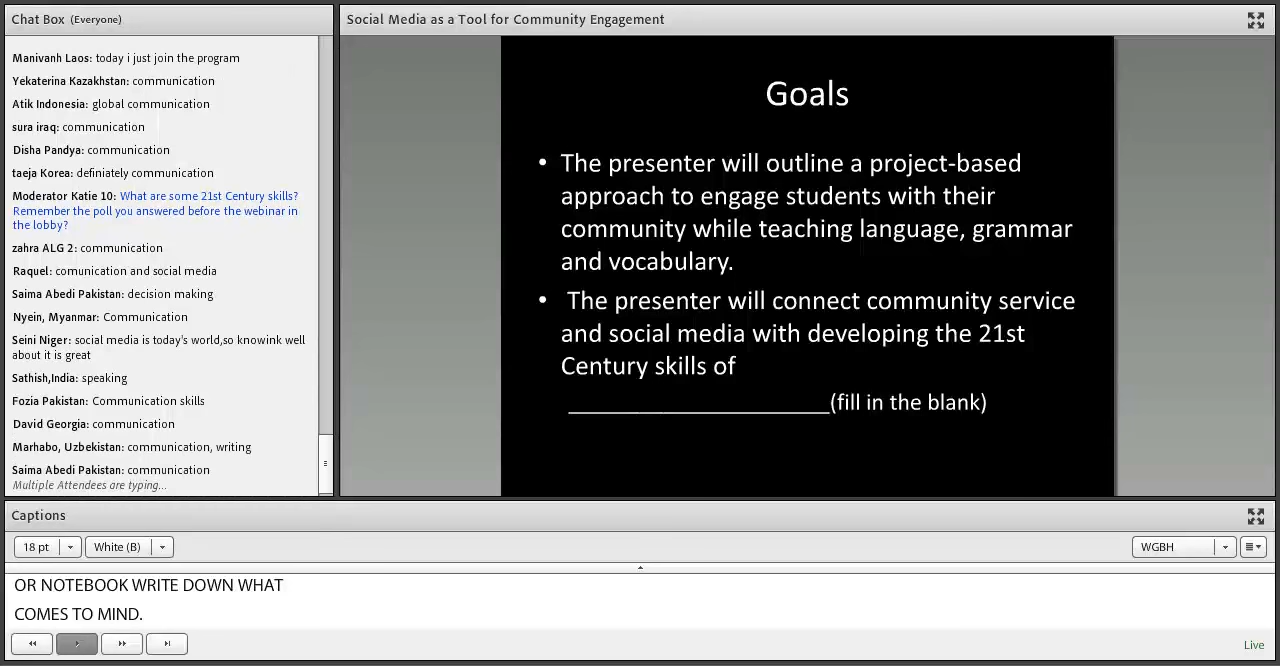 Chat Box (Everyone)
Manivanh Laos: today i just join the program
Yekaterina Kazakhstan: communication
Atik Indonesia: global communication
sura iraq: communication
Disha Pandya: communication
taeja Korea: definiately communication
Moderator Katie 10: What are some 21st Century skills?
Remember the poll you answered before the webinar in
the lobby?
zahra ALG 2: communication
Raquel: comunication and social media
Saima Abedi Pakistan: decision making
Nyein, Myanmar: Communication
Seini Niger: social media is today's world,so knowink well
about it is great
Sathish,India: speaking
Fozia Pakistan: Communication skills
David Georgia: communication
Marhabo, Uzbekistan: communication, writing
Saima Abedi Pakistan: communication
Multiple Attendees are typing...
Social Media as a Tool for Community Engagement
Goals
• The presenter will outline a project-based
approach to engage students with their
community while teaching language, grammar
and vocabulary.
• The presenter will connect community service
and social media with developing the 21st
Century skills of
____________________(fill in the blank)
Captions
18 pt
White (B)
WGBH
OR NOTEBOOK WRITE DOWN WHAT
COMES TO MIND.
Live